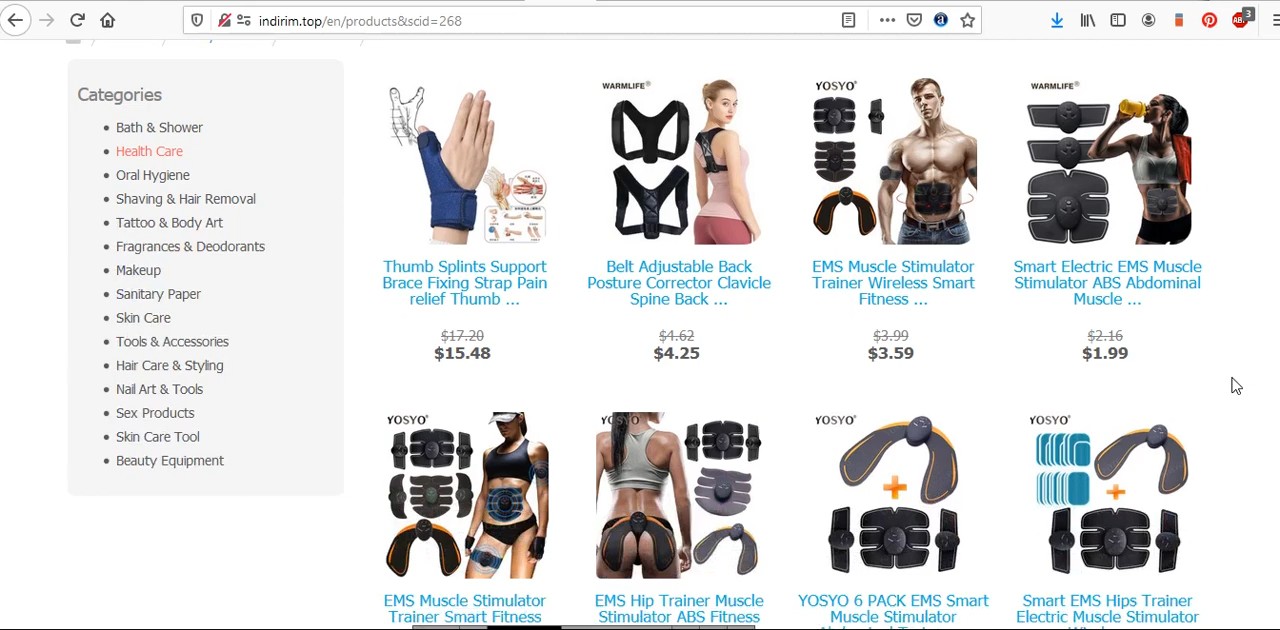 indirim.top/en/products&scid=268
3
Categories
Bath & Shower
Health Care
Oral Hygiene
Shaving & Hair Removal
Tattoo & Body Art
Fragrances & Deodorants
Makeup
Sanitary Paper
Skin Care
Tools & Accessories
Hair Care & Styling
Nail Art & Tools
Sex Products
Skin Care Tool
Beauty Equipment
Thumb Splints Support
Brace Fixing Strap Pain
relief Thumb ...
$17.20
$15.48
WARMLIFE®
Belt Adjustable Back
Posture Corrector Clavicle
Spine Back ...
$4.62
$4.25
YOSYO®
EMS Muscle Stimulator
Trainer Wireless Smart
Fitness ...
$3.99
$3.59
WARMLIFE®
Smart Electric EMS Muscle
Stimulator ABS Abdominal
Muscle ...
$2.16
$1.99
YOSYO®
EMS Muscle Stimulator
Trainer Smart Fitness
YOSYO®
EMS Hip Trainer Muscle
Stimulator ABS Fitness
YOSYO®
YOSYO 6 PACK EMS Smart
Muscle Stimulator
YOSYO®
Smart EMS Hips Trainer
Electric Muscle Stimulator